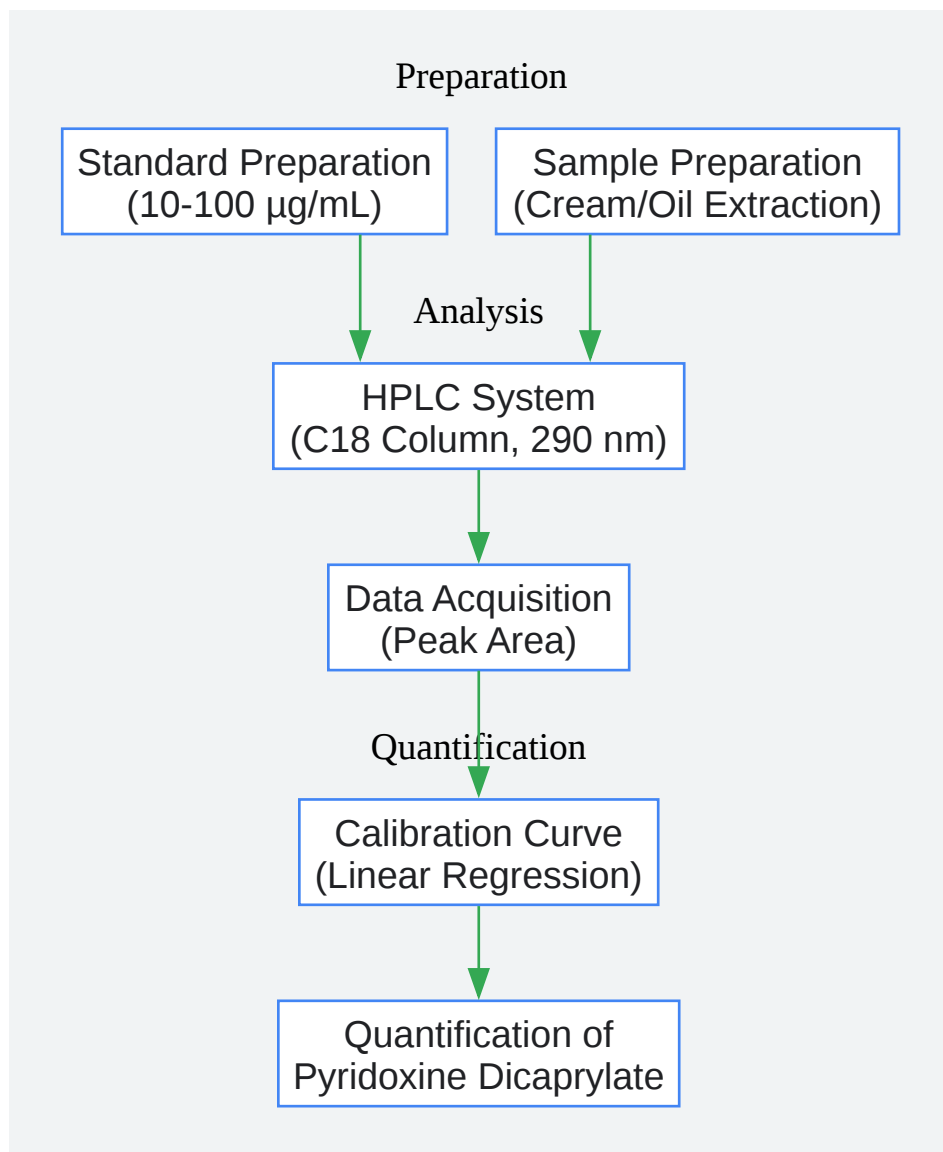 Preparation
Standard Preparation
(10-100 µg/mL)
Sample Preparation
(Cream/Oil Extraction)
Analysis
HPLC System
(C18 Column, 290 nm)
Data Acquisition
(Peak Area)
Quantification
Calibration Curve
(Linear Regression)
Quantification of
Pyridoxine Dicaprylate